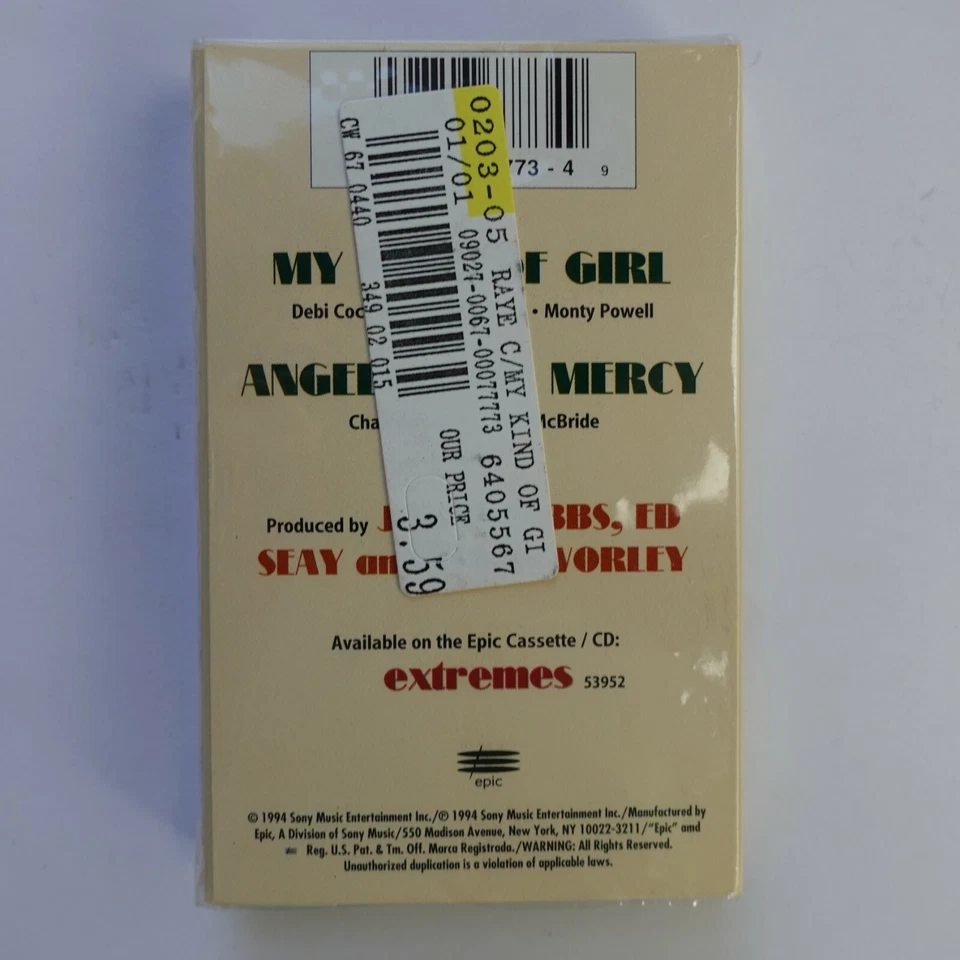 773 - 4 9
MY F GIRL
Debi Coc • Monty Powell
ANGEL MERCY
Cha McBride
Produced by J BBS, ED
SEAY an WORLEY
Available on the Epic Cassette / CD:
extremes 53952
epic
© 1994 Sony Music Entertainment Inc./℗ 1994 Sony Music Entertainment Inc./Manufactured by
Epic, A Division of Sony Music/550 Madison Avenue, New York, NY 10022-3211/"Epic" amd
Reg. U.S. Pat. & Tm. Off. Marca Registrada./WARNING: All Rights Reserved.
Unauthorized duplication is a violation of applicable laws.
0203-05 RAYE C/MY KIND OF GI
01/01 09027-0067-00077773 6405567
OUR PRICE
3.59
CW 67 0440 349 02 015